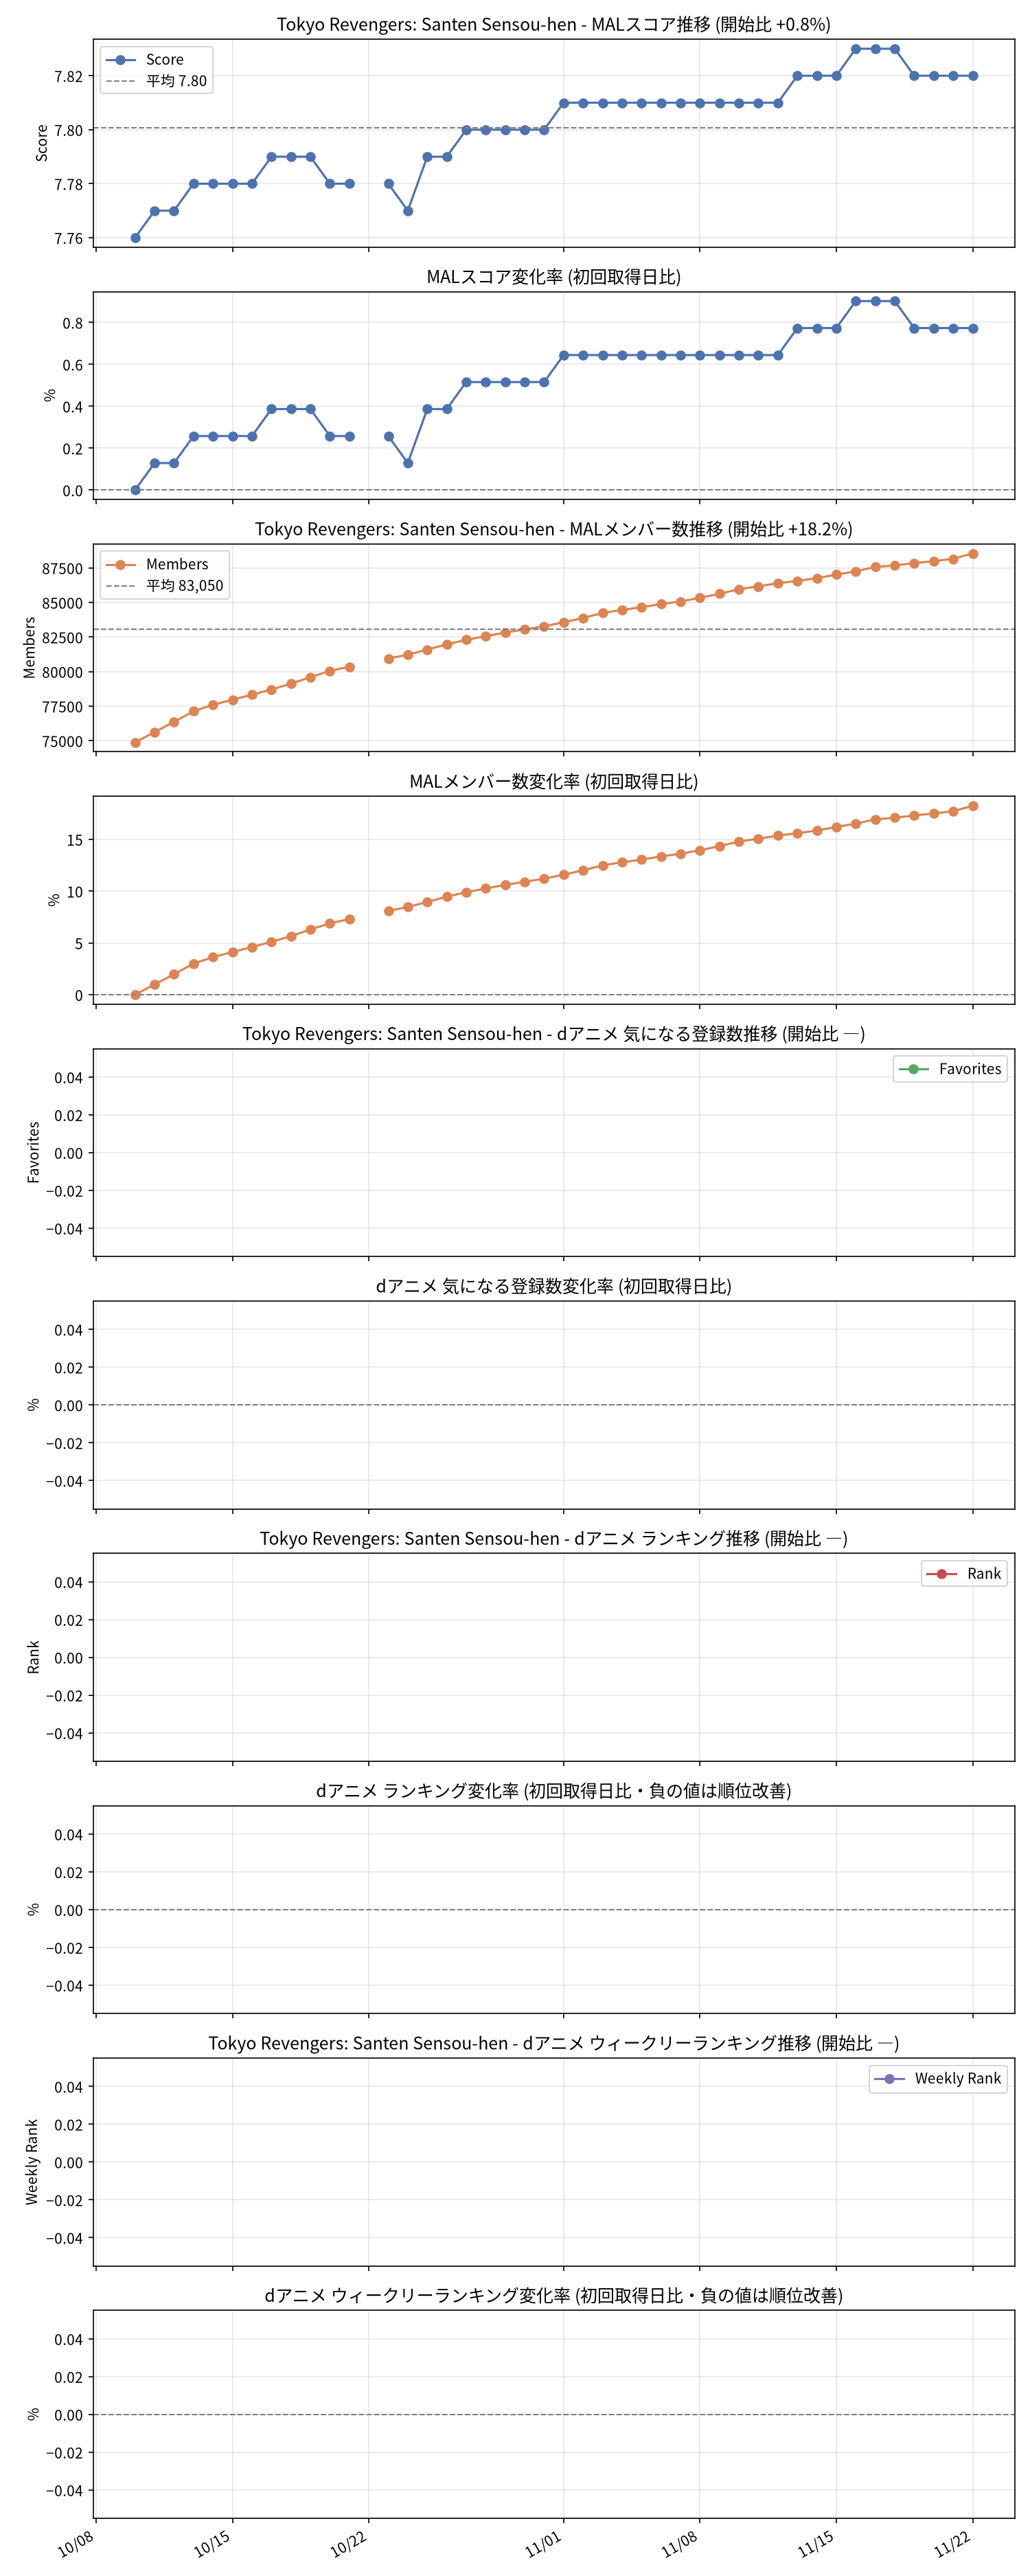 Tokyo Revengers: Santen Sensou-hen - MALスコア推移 (開始比 +0.8%)
Score
平均 7.80
Score
7.82
7.80
7.78
7.76
MALスコア変化率 (初回取得日比)
%
0.8
0.6
0.4
0.2
0.0
Tokyo Revengers: Santen Sensou-hen - MALメンバー数推移 (開始比 +18.2%)
Members
平均 83,050
Members
87500
85000
82500
80000
77500
75000
MALメンバー数変化率 (初回取得日比)
%
15
10
5
0
Tokyo Revengers: Santen Sensou-hen - dアニメ 気になる登録数推移 (開始比 —)
Favorites
Favorites
0.04
0.02
0.00
−0.02
−0.04
dアニメ 気になる登録数変化率 (初回取得日比)
%
0.04
0.02
0.00
−0.02
−0.04
Tokyo Revengers: Santen Sensou-hen - dアニメ ランキング推移 (開始比 —)
Rank
Rank
0.04
0.02
0.00
−0.02
−0.04
dアニメ ランキング変化率 (初回取得日比・負の値は順位改善)
%
0.04
0.02
0.00
−0.02
−0.04
Tokyo Revengers: Santen Sensou-hen - dアニメ ウィークリーランキング推移 (開始比 —)
Weekly Rank
Weekly Rank
0.04
0.02
0.00
−0.02
−0.04
dアニメ ウィークリーランキング変化率 (初回取得日比・負の値は順位改善)
%
0.04
0.02
0.00
−0.02
−0.04
10/08
10/15
10/22
11/01
11/08
11/15
11/22